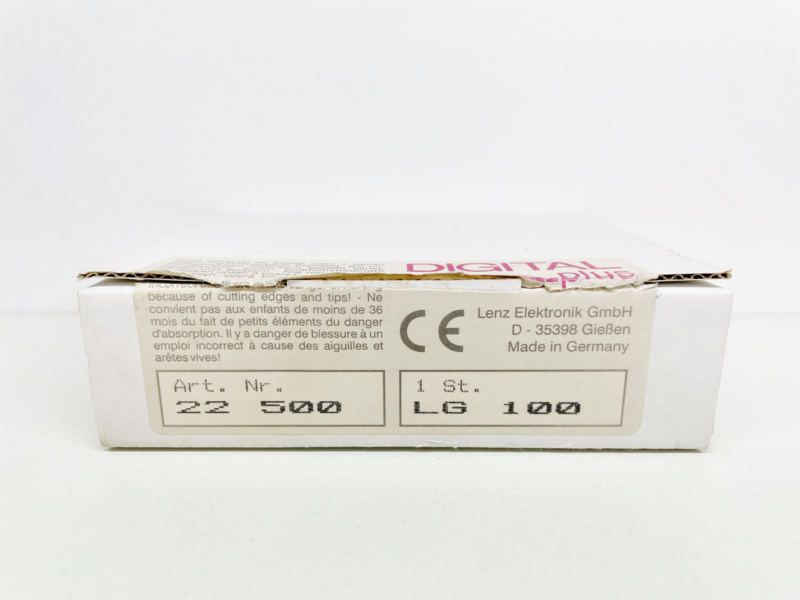 DIGITAL
plus
because of cutting edges and tips! - Ne
convient pas aux enfants de moins de 36
mois du fait de petits éléments du danger
d'absorption. Il y a danger de blessure à un
emploi incorrect à cause des aiguilles et
arêtes vives!
CE
Lenz Elektronik GmbH
D - 35398 Gießen
Made in Germany
Art. Nr.
22 500
1 St.
LG 100